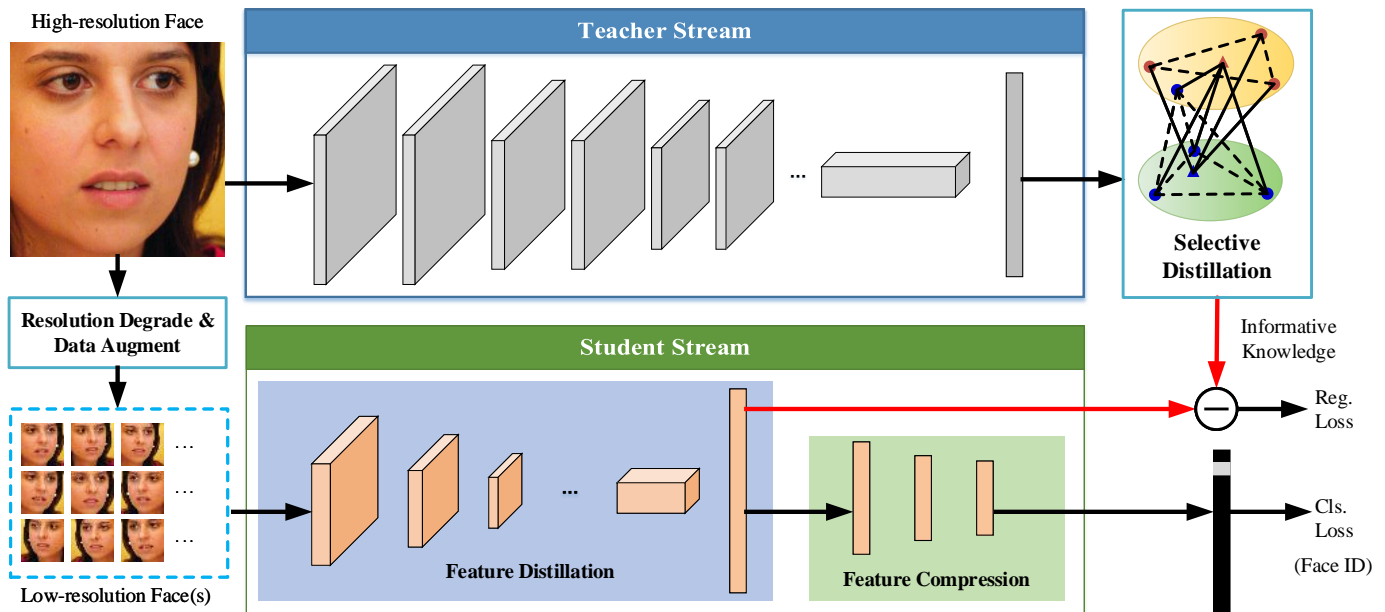 High-resolution Face
Teacher Stream
...
Selective
Distillation
Resolution Degrade &
Data Augment
Informative
Knowledge
Student Stream
Reg.
Loss
...
...
...
...
Feature Distillation
Feature Compression
Cls.
Loss
(Face ID)
Low-resolution Face(s)